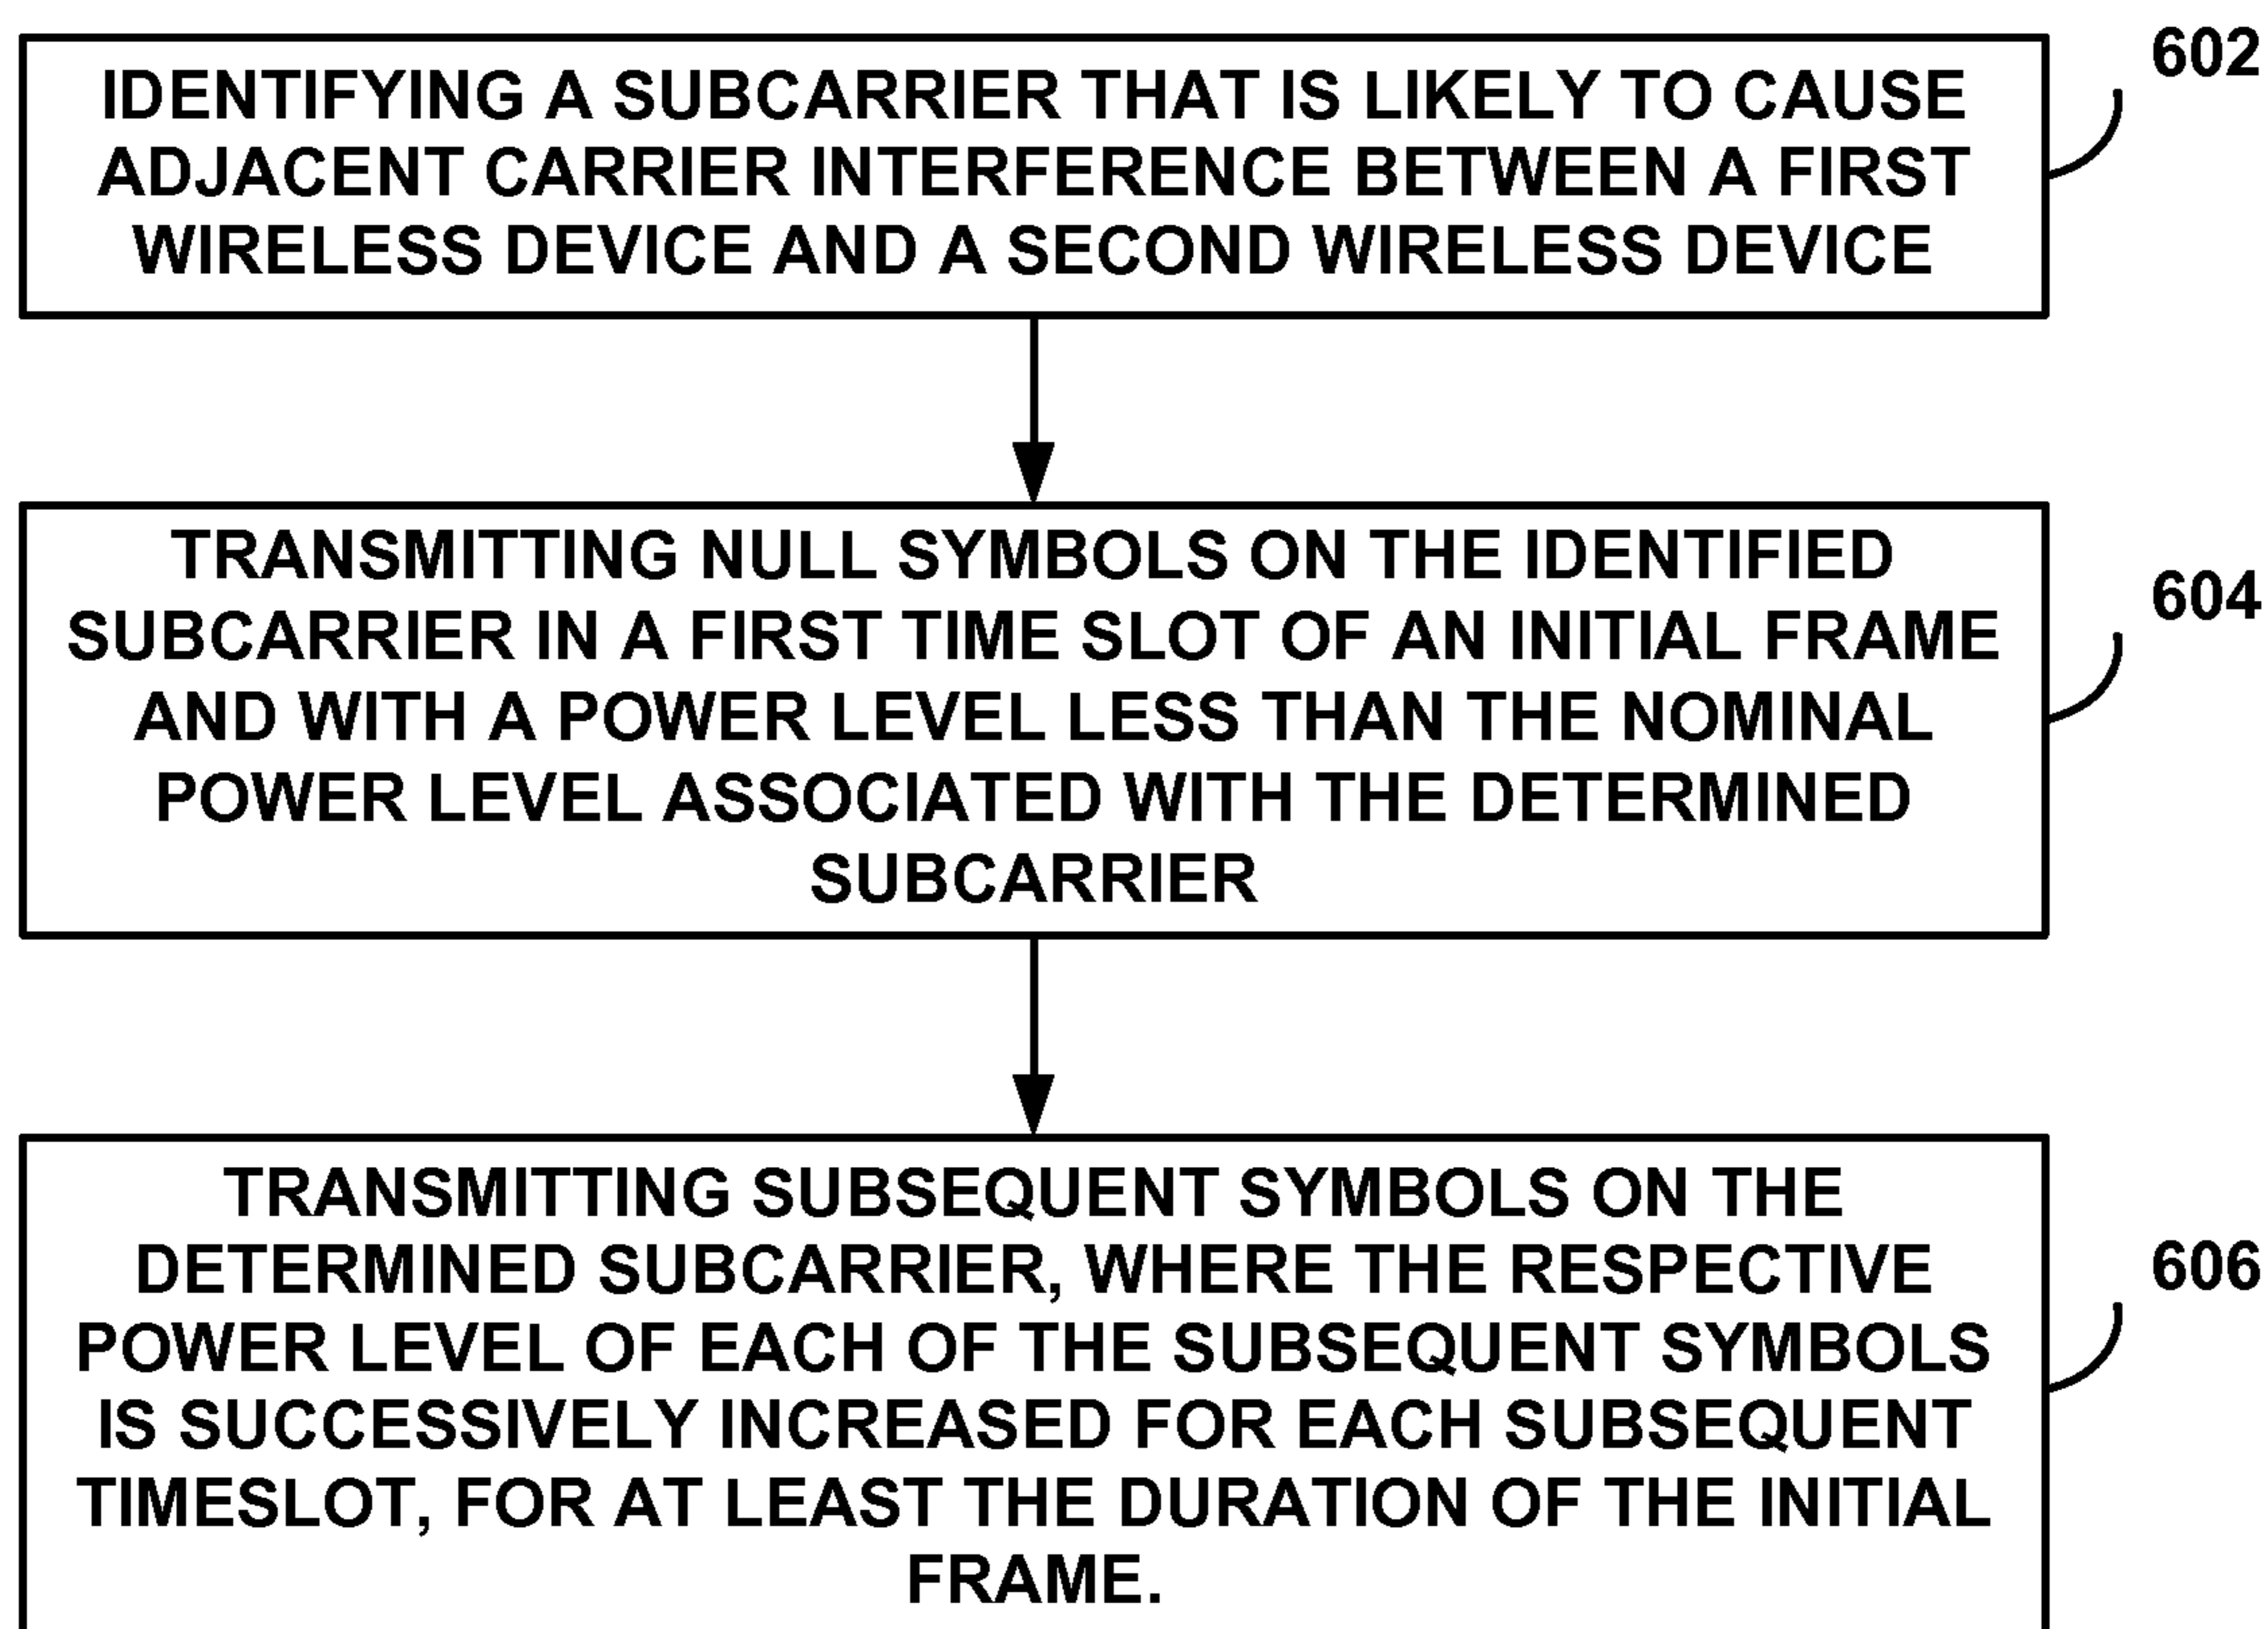 602
IDENTIFYING A SUBCARRIER THAT IS LIKELY TO CAUSE
ADJACENT CARRIER INTERFERENCE BETWEEN A FIRST
WIRELESS DEVICE AND A SECOND WIRELESS DEVICE
604
TRANSMITTING NULL SYMBOLS ON THE IDENTIFIED
SUBCARRIER IN A FIRST TIME SLOT OF AN INITIAL FRAME
AND WITH A POWER LEVEL LESS THAN THE NOMINAL
POWER LEVEL ASSOCIATED WITH THE DETERMINED
SUBCARRIER
606
TRANSMITTING SUBSEQUENT SYMBOLS ON THE
DETERMINED SUBCARRIER, WHERE THE RESPECTIVE
POWER LEVEL OF EACH OF THE SUBSEQUENT SYMBOLS
IS SUCCESSIVELY INCREASED FOR EACH SUBSEQUENT
TIMESLOT, FOR AT LEAST THE DURATION OF THE INITIAL
FRAME.